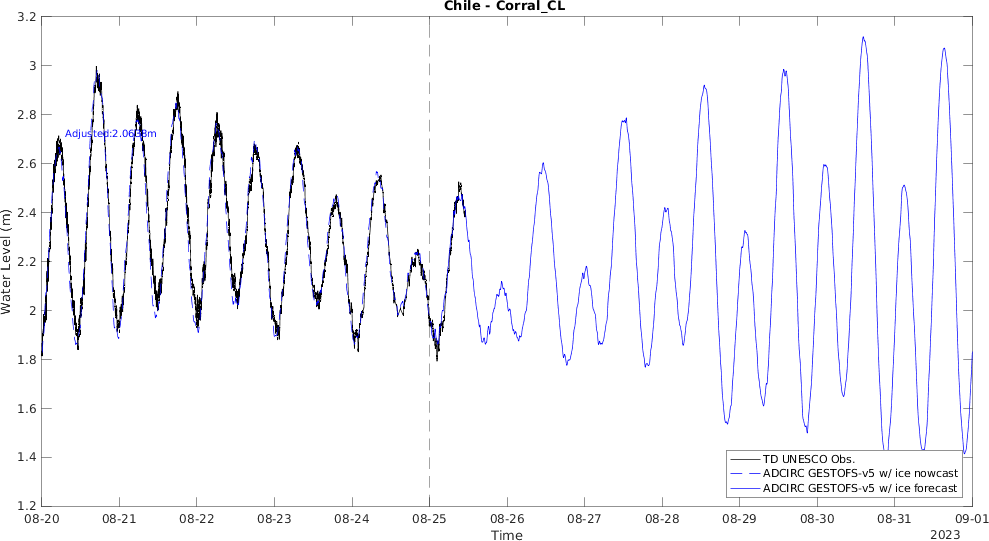 Chile - Corral_CL
3.2
3
2.8
2.6
2.4
2.2
2
1.8
1.6
1.4
1.2
Water Level (m)
Adjusted:2.0638m
TD UNESCO Obs.
ADCIRC GESTOFS-v5 w/ ice nowcast
ADCIRC GESTOFS-v5 w/ ice forecast
08-20 08-21 08-22 08-23 08-24 08-25 08-26 08-27 08-28 08-29 08-30 08-31 09-01
Time
2023